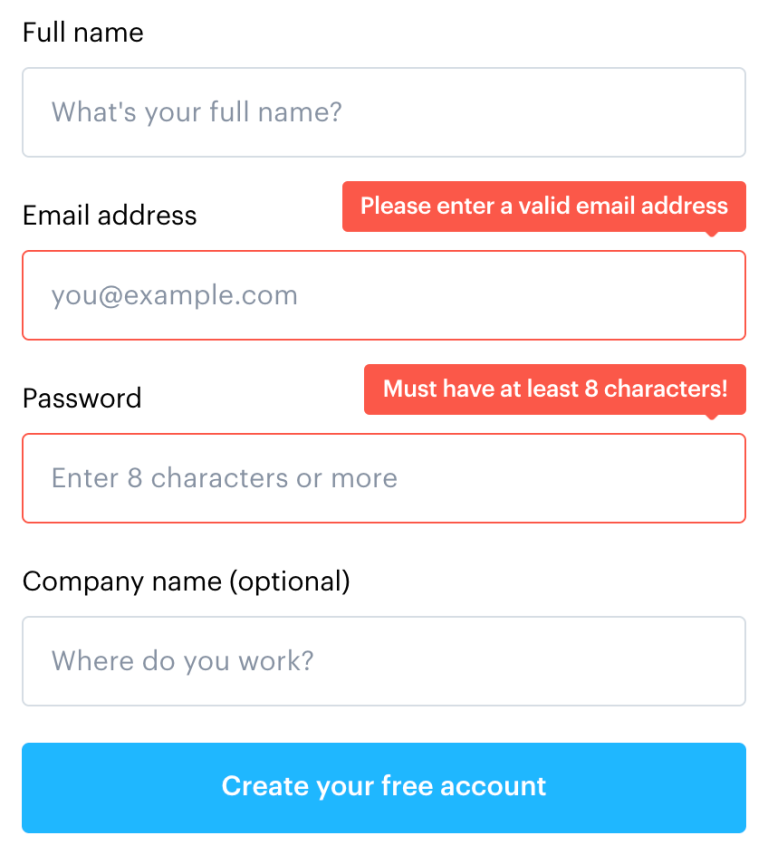 Full name
What's your full name?
Email address
Please enter a valid email address
you@example.com
Password
Must have at least 8 characters!
Enter 8 characters or more
Company name (optional)
Where do you work?
Create your free account